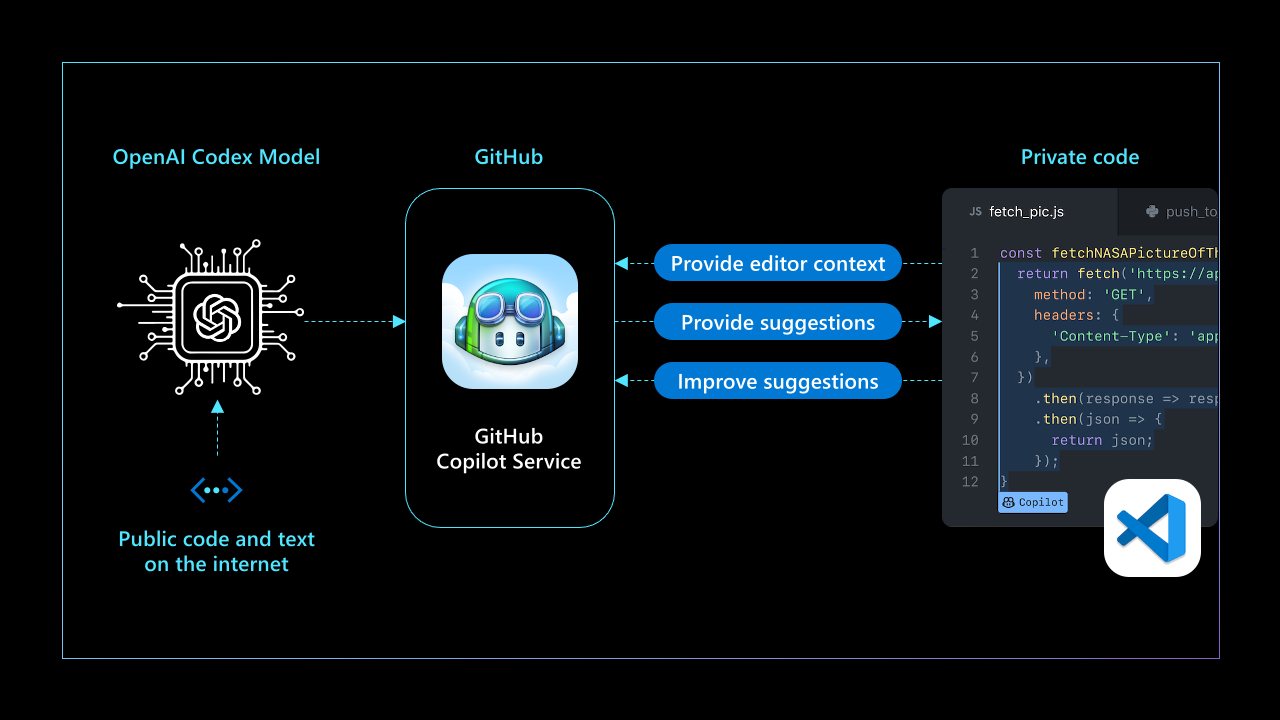 OpenAI Codex Model
GitHub
Private code
JS fetch_pic.js
push_to
Provide editor context
Provide suggestions
Improve suggestions
GitHub
Copilot Service
Public code and text
on the internet
1 const fetchNASAPictureOfTh
2 return fetch('https://ap
3 method: 'GET',
4 headers: {
5 'Content-Type': 'app
6 },
7 })
8 .then(response => resp
9 .then(json => {
10 return json;
11 });
12 }
Copilot